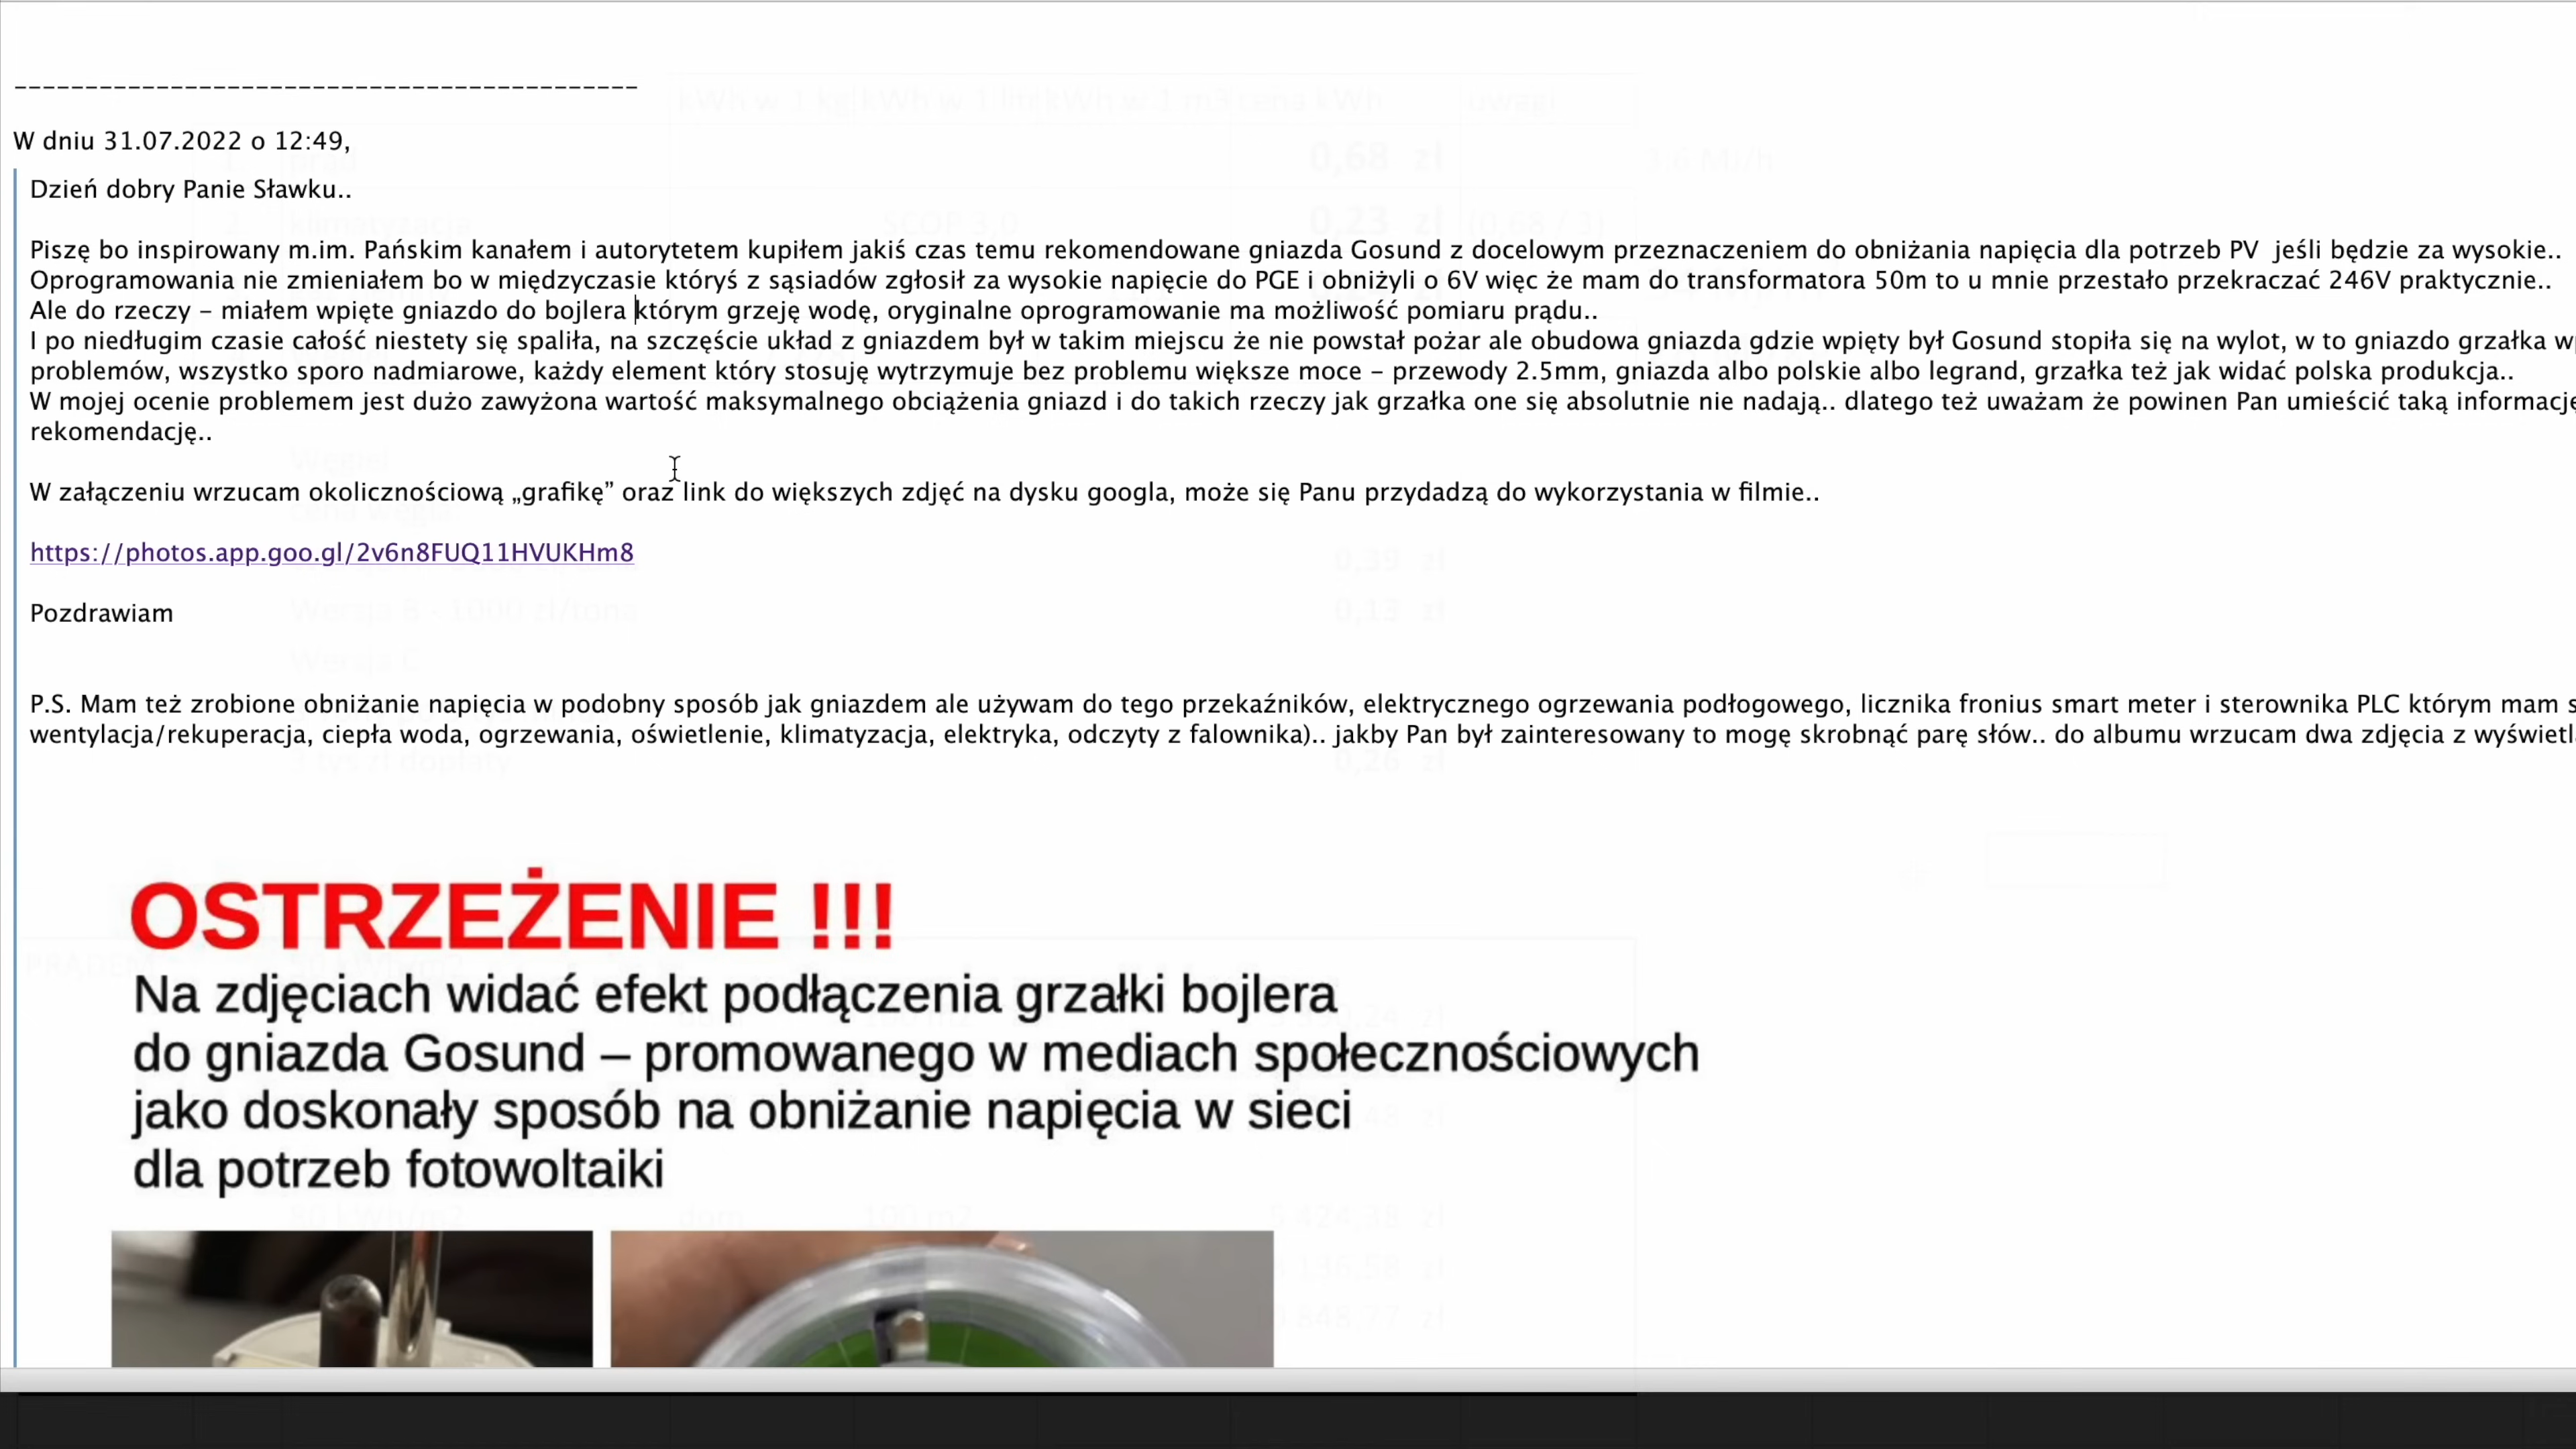 --------------------------------------------
W dniu 31.07.2022 o 12:49,
Dzień dobry Panie Sławku..
Piszę bo inspirowany m.im. Pańskim kanałem i autorytetem kupiłem jakiś czas temu rekomendowane gniazda Gosund z docelowym przeznaczeniem do obniżania napięcia dla potrzeb PV jeśli będzie za wysokie..
Oprogramowania nie zmieniałem bo w międzyczasie któryś z sąsiadów zgłosił za wysokie napięcie do PGE i obniżyli o 6V więc że mam do transformatora 50m to u mnie przestało przekraczać 246V praktycznie..
Ale do rzeczy – miałem wpięte gniazdo do bojlera którym grzeję wodę, oryginalne oprogramowanie ma możliwość pomiaru prądu..
I po niedługim czasie całość niestety się spaliła, na szczęście układ z gniazdem był w takim miejscu że nie powstał pożar ale obudowa gniazda gdzie wpięty był Gosund stopiła się na wylot, w to gniazdo grzałka
problemów, wszystko sporo nadmiarowe, każdy element który stosuję wytrzymuje bez problemu większe moce – przewody 2.5mm, gniazda albo polskie albo legrand, grzałka też jak widać polska produkcja..
W mojej ocenie problemem jest dużo zawyżona wartość maksymalnego obciążenia gniazd i do takich rzeczy jak grzałka one się absolutnie nie nadają.. dlatego też uważam że powinen Pan umieścić taką
rekomendację..
W załączeniu wrzucam okolicznościową „grafikę” oraz link do większych zdjęć na dysku googla, może się Panu przydadzą do wykorzystania w filmie..
https://photos.app.goo.gl/2v6n8FUQ11HVUKHm8
Pozdrawiam
P.S. Mam też zrobione obniżanie napięcia w podobny sposób jak gniazdem ale używam do tego przekaźników, elektrycznego ogrzewania podłogowego, licznika fronius smart meter i sterownika PLC którym mam
wentylacja/rekuperacja, ciepła woda, ogrzewania, oświetlenie, klimatyzacja, elektryka, odczyty z falownika).. jakby Pan był zainteresowany to mogę skrobnąć parę słów.. do albumu wrzucam dwa zdjęcia z
OSTRZEŻENIE !!!
Na zdjęciach widać efekt podłączenia grzałki bojlera
do gniazda Gosund – promowanego w mediach społecznościowych
jako doskonały sposób na obniżanie napięcia w sieci
dla potrzeb fotowoltaiki